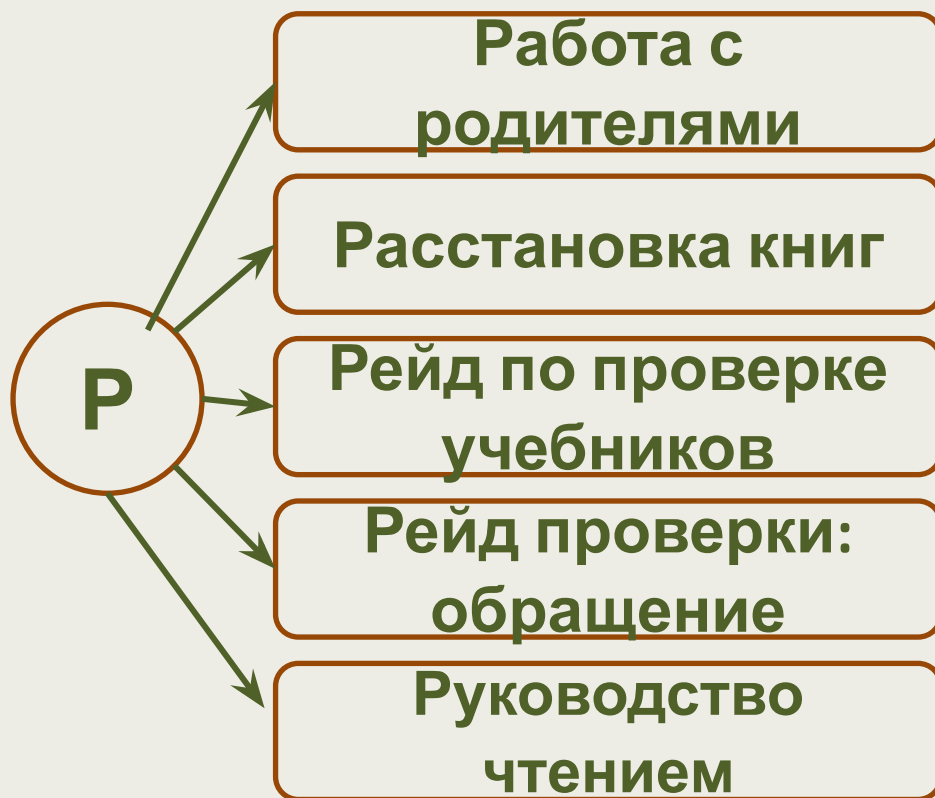 Работа с
родителями
Расстановка книг
Р
Рейд по проверке
учебников
Рейд проверки:
обращение
Руководство
чтением